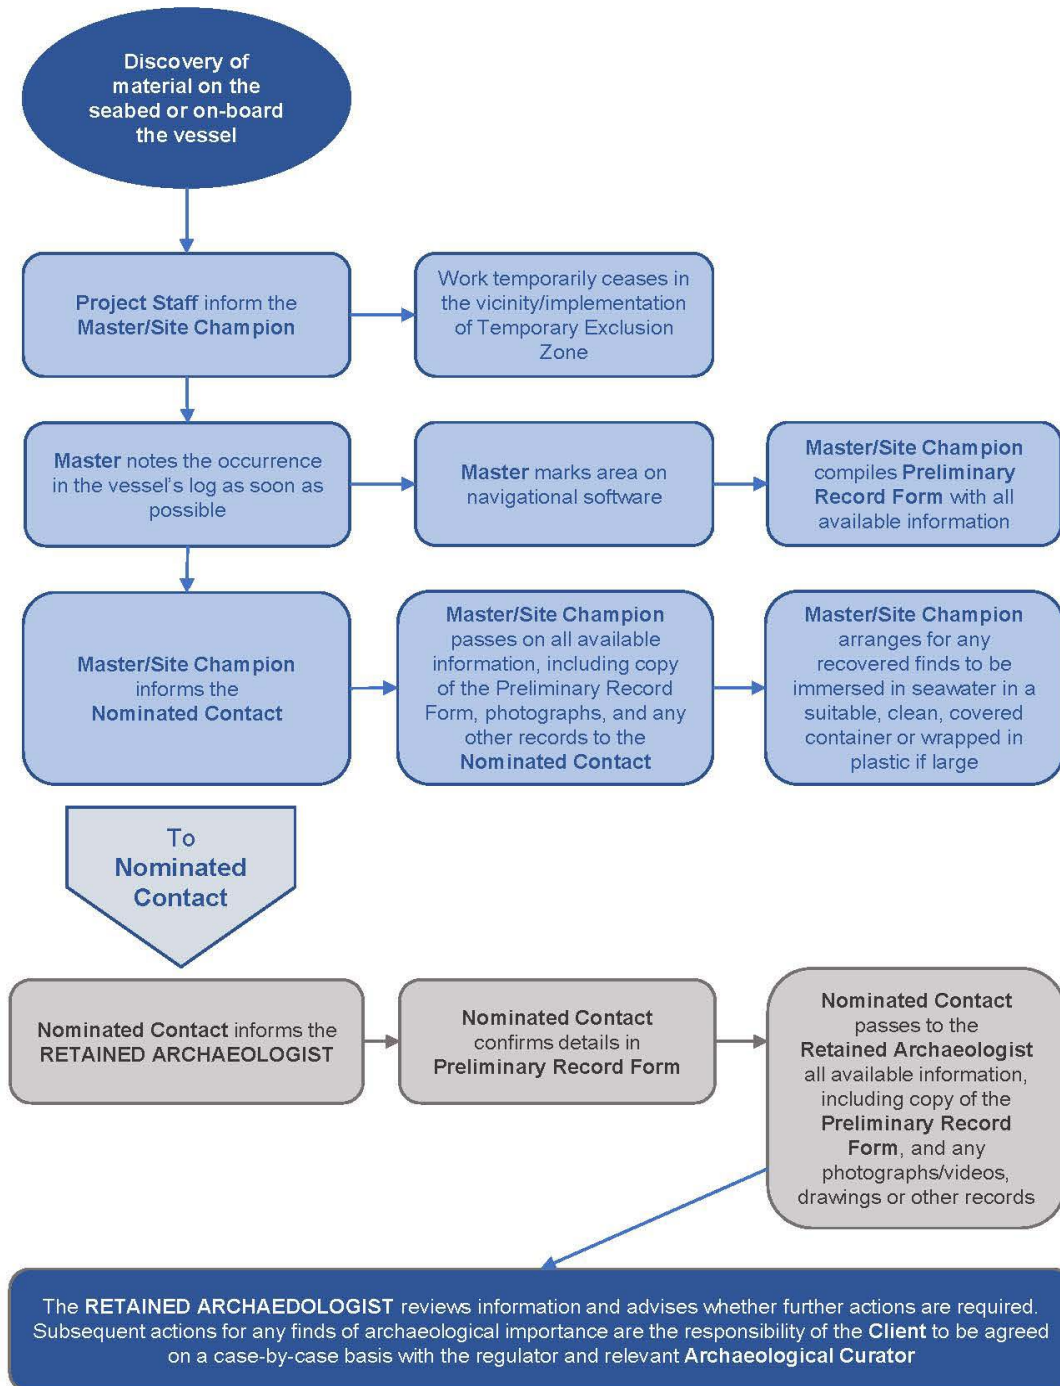 Discovery of
material on the
seabed or on-board
the vessel
Project Staff inform the
Master/Site Champion
Work temporarily ceases in
the vicinity/implementation
of Temporary Exclusion
Zone
Master notes the occurrence
in the vessel's log as soon as
possible
Master marks area on
navigational software
Master/Site Champion
compiles Preliminary
Record Form with all
available information
Master/Site Champion
informs the
Nominated Contact
Master/Site Champion
passes on all available
information, including copy
of the Preliminary Record
Form, photographs, and any
other records to the
Nominated Contact
Master/Site Champion
arranges for any
recovered finds to be
immersed in seawater in a
suitable, clean, covered
container or wrapped in
plastic if large
To
Nominated
Contact
Nominated Contact informs the
RETAINED ARCHAEOLOGIST
Nominated Contact
confirms details in
Preliminary Record Form
Nominated Contact
passes to the
Retained Archaeologist
all available information,
including copy of the
Preliminary Record
Form, and any
photographs/videos,
drawings or other records
The RETAINED ARCHAEDOLOGIST reviews information and advises whether further actions are required.
Subsequent actions for any finds of archaeological importance are the responsibility of the Client to be agreed
on a case-by-case basis with the regulator and relevant Archaeological Curator